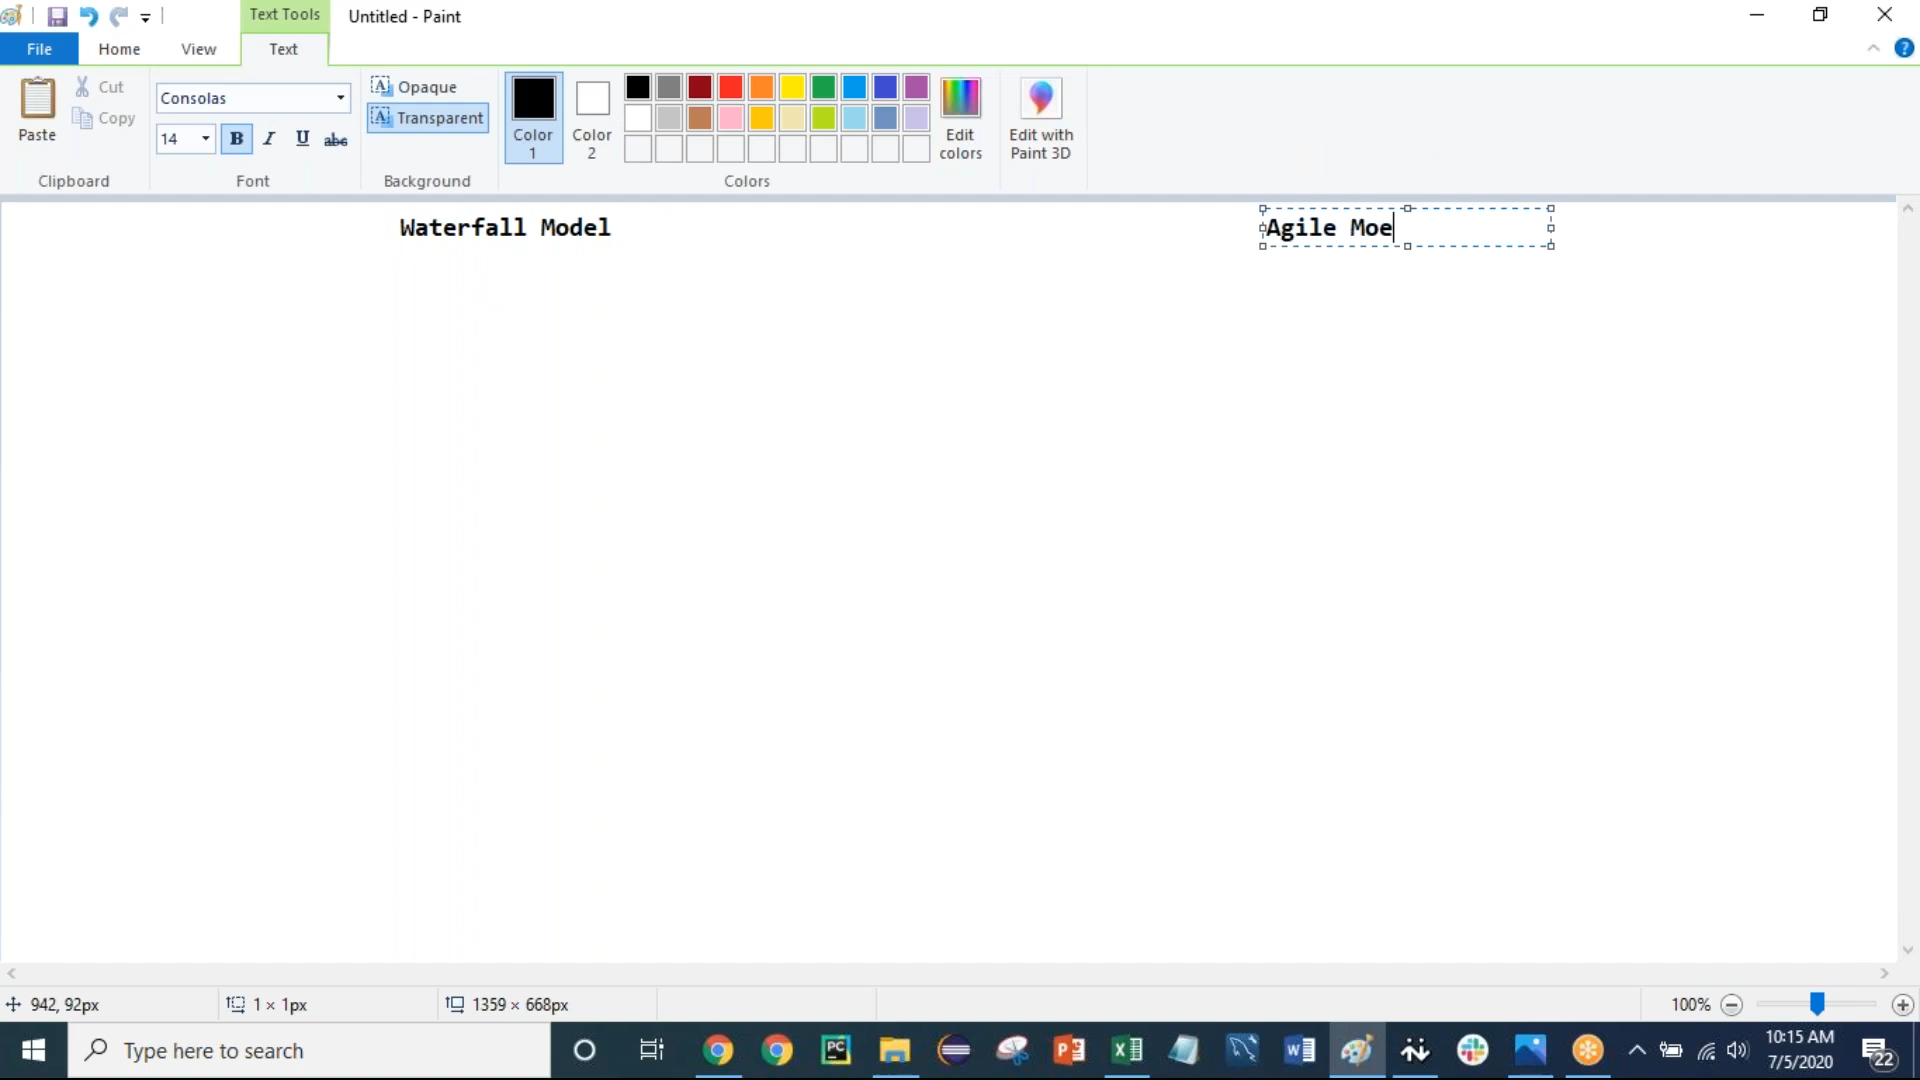 Text Tools
Untitled - Paint
File
Home
View
Text
Paste
Cut
Copy
Consolas
14
B
I
U
abc
A
Opaque
A
Transparent
Color
1
Color
2
Edit
colors
Edit with
Paint 3D
Clipboard
Font
Background
Colors
Waterfall Model
Agile Moe
942, 92px
1 × 1px
1359 × 668px
100%
Type here to search
PC
10:15 AM
7/5/2020
22